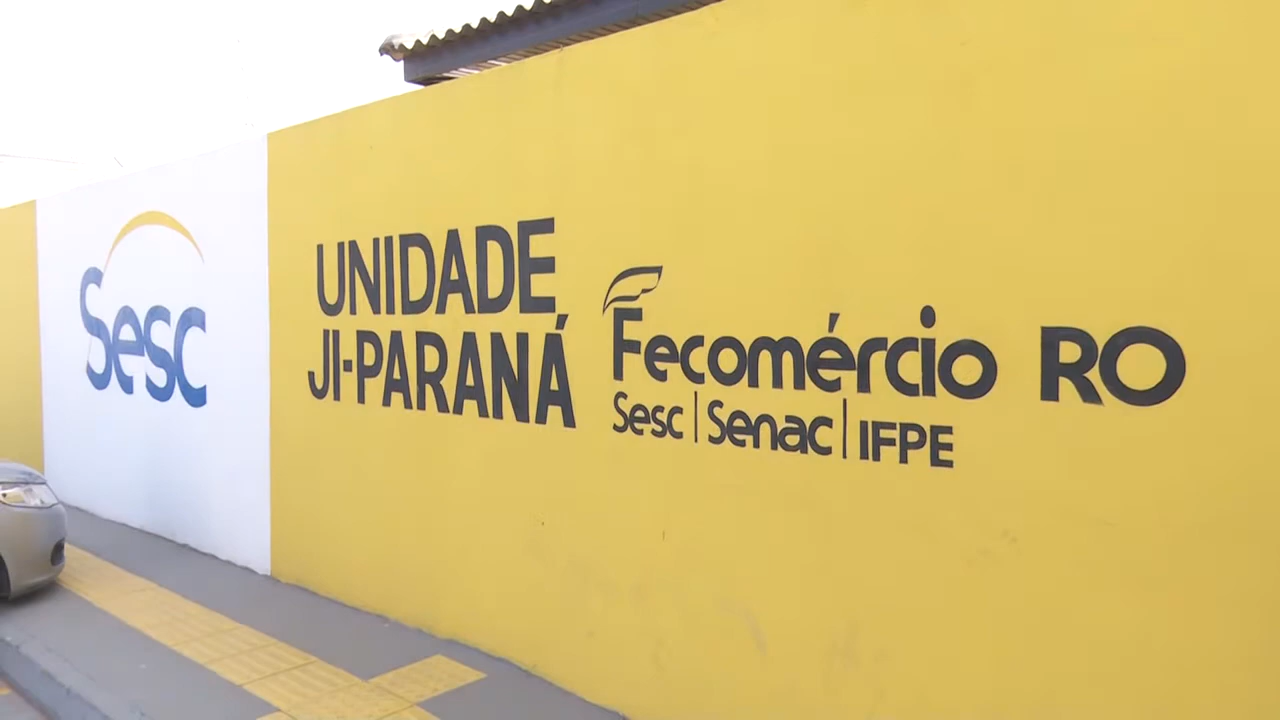 Sesc
UNIDADE
JI-PARANÁ
Fecomércio RO
Sesc | Senac | IFPE